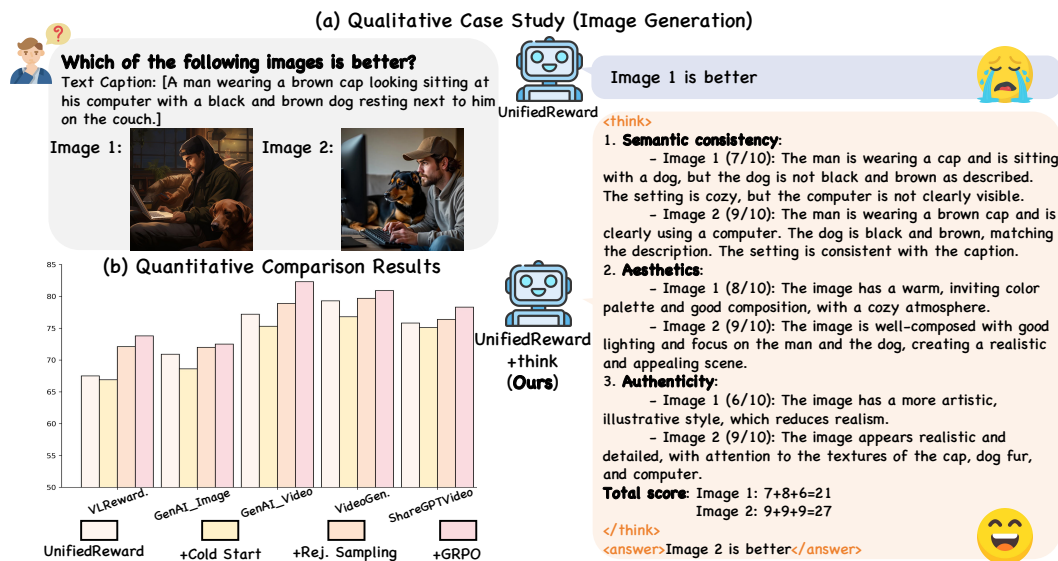 (a) Qualitative Case Study (Image Generation)
?
Which of the following images is better?
Text Caption: [A man wearing a brown cap looking sitting at
his computer with a black and brown dog resting next to him
on the couch.]
Image 1:
Image 2:
UnifiedReward
Image 1 is better
(b) Quantitative Comparison Results
85
80
75
70
65
60
55
50
VLReward.
GenAI_Image
GenAI_Video
VideoGen.
ShareGPTVideo
UnifiedReward
+Cold Start
+Rej. Sampling
+GRPO
UnifiedReward
+think
(Ours)
<think>
1. Semantic consistency:
- Image 1 (7/10): The man is wearing a cap and is sitting
with a dog, but the dog is not black and brown as described.
The setting is cozy, but the computer is not clearly visible.
- Image 2 (9/10): The man is wearing a brown cap and is
clearly using a computer. The dog is black and brown, matching
the description. The setting is consistent with the caption.
2. Aesthetics:
- Image 1 (8/10): The image has a warm, inviting color
palette and good composition, with a cozy atmosphere.
- Image 2 (9/10): The image is well-composed with good
lighting and focus on the man and the dog, creating a realistic
and appealing scene.
3. Authenticity:
- Image 1 (6/10): The image has a more artistic,
illustrative style, which reduces realism.
- Image 2 (9/10): The image appears realistic and
detailed, with attention to the textures of the cap, dog fur,
and computer.
Total score: Image 1: 7+8+6=21
Image 2: 9+9+9=27
</think>
<answer>Image 2 is better</answer>